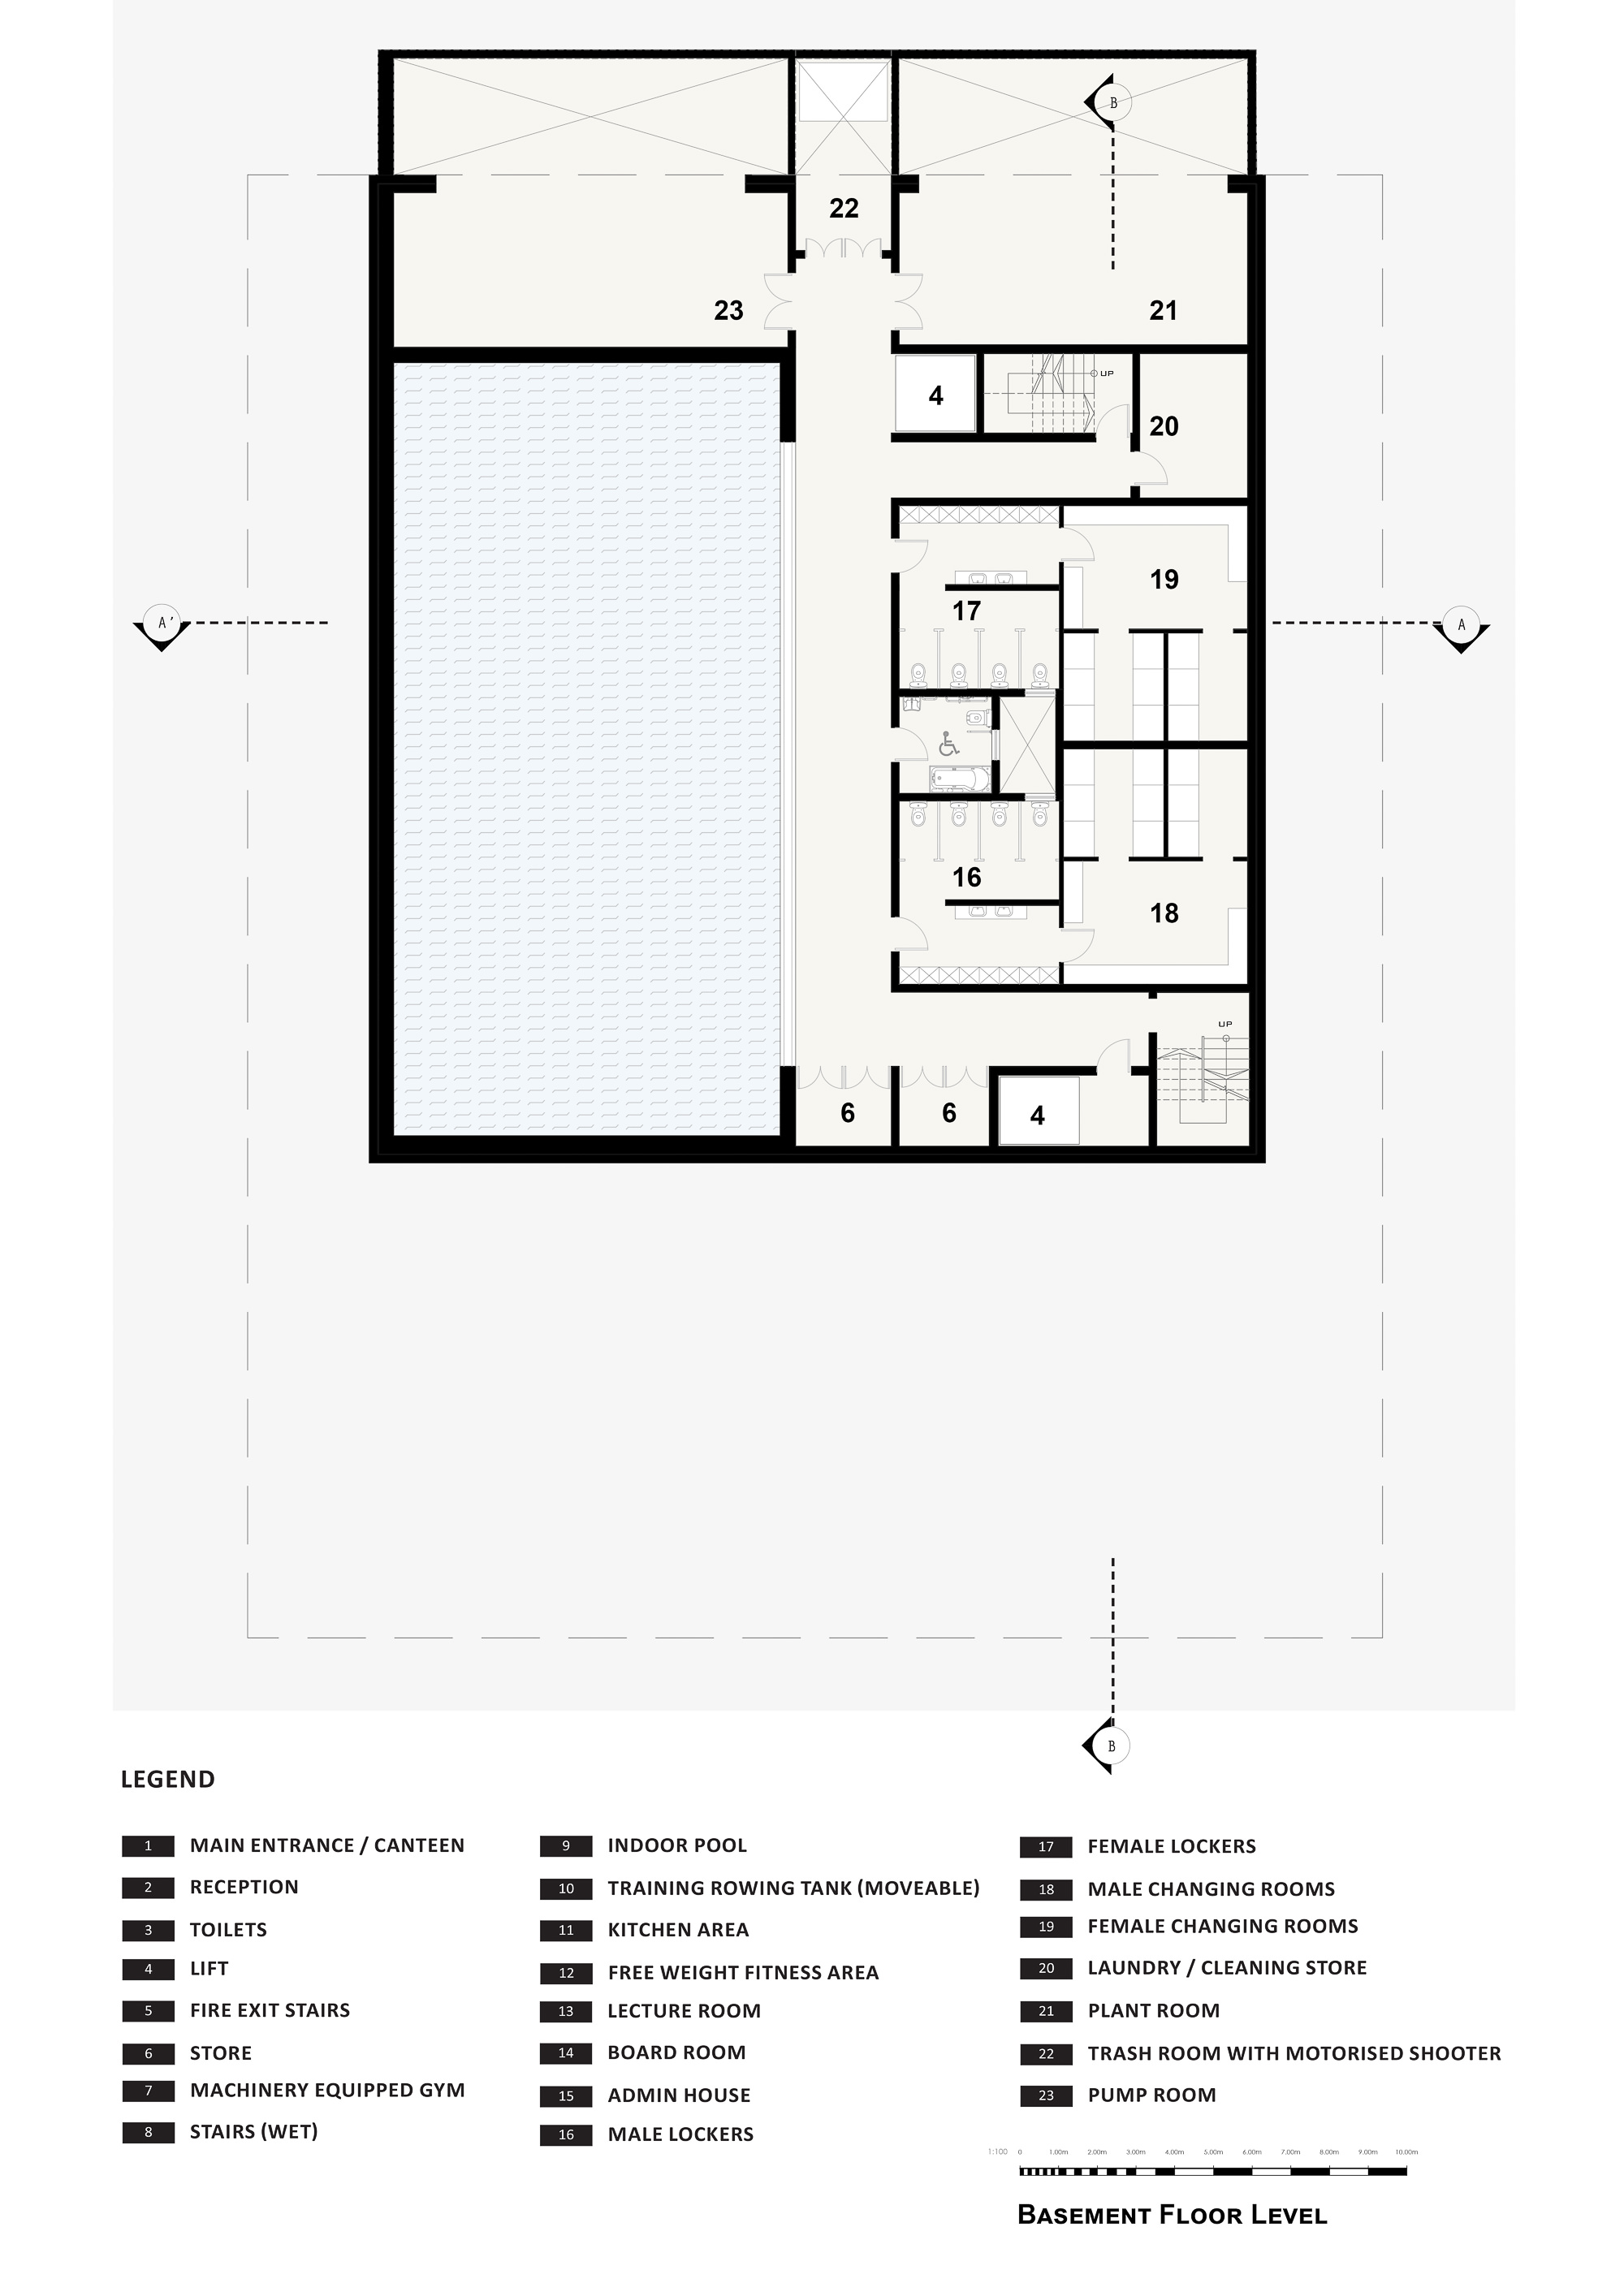 B
22
23
21
4
UP
20
19
17
A'
A
16
18
UP
6
6
4
B
LEGEND
1 MAIN ENTRANCE / CANTEEN
2 RECEPTION
3 TOILETS
4 LIFT
5 FIRE EXIT STAIRS
6 STORE
7 MACHINERY EQUIPPED GYM
8 STAIRS (WET)
9 INDOOR POOL
10 TRAINING ROWING TANK (MOVEABLE)
11 KITCHEN AREA
12 FREE WEIGHT FITNESS AREA
13 LECTURE ROOM
14 BOARD ROOM
15 ADMIN HOUSE
16 MALE LOCKERS
17 FEMALE LOCKERS
18 MALE CHANGING ROOMS
19 FEMALE CHANGING ROOMS
20 LAUNDRY / CLEANING STORE
21 PLANT ROOM
22 TRASH ROOM WITH MOTORISED SHOOTER
23 PUMP ROOM
1:100 0 1.00m 2.00m 3.00m 4.00m 5.00m 6.00m 7.00m 8.00m 9.00m 10.00m
BASEMENT FLOOR LEVEL